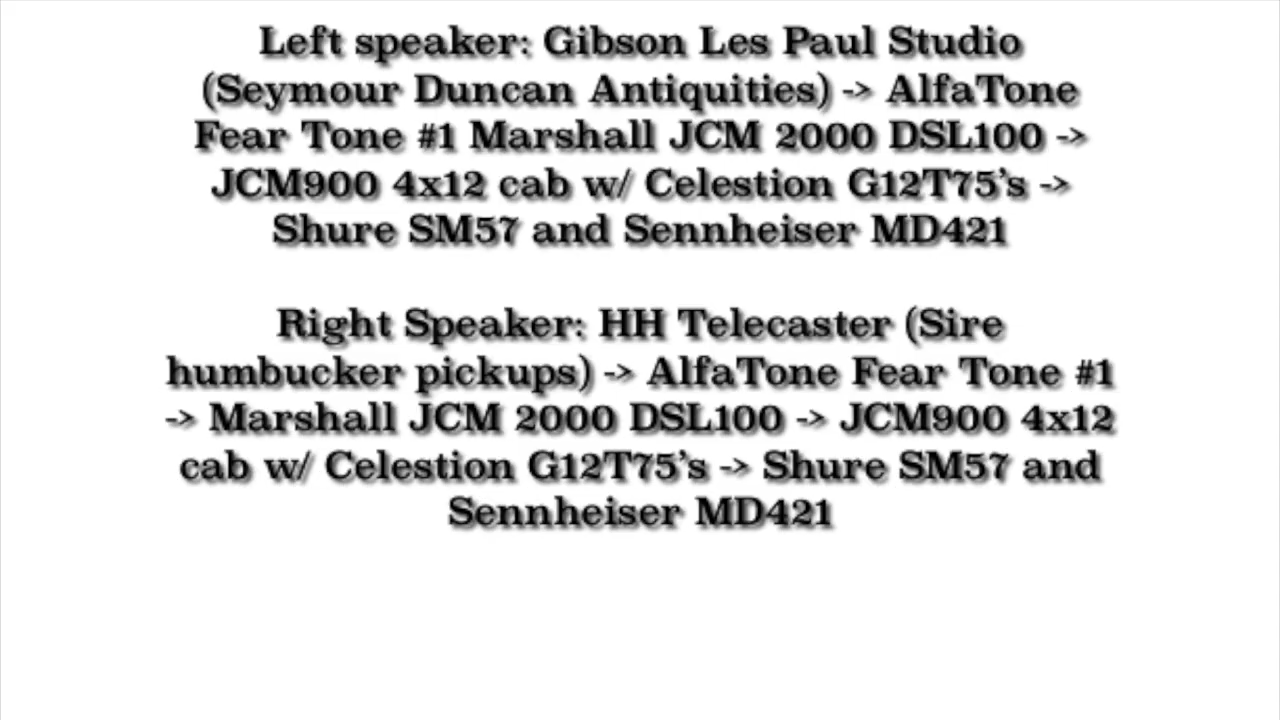 Left speaker: Gibson Les Paul Studio
(Seymour Duncan Antiquities) -> AlfaTone
Fear Tone #1 Marshall JCM 2000 DSL100 ->
JCM900 4x12 cab w/ Celestion G12T75’s ->
Shure SM57 and Sennheiser MD421
Right Speaker: HH Telecaster (Sire
humbucker pickups) -> AlfaTone Fear Tone #1
-> Marshall JCM 2000 DSL100 -> JCM900 4x12
cab w/ Celestion G12T75’s -> Shure SM57 and
Sennheiser MD421